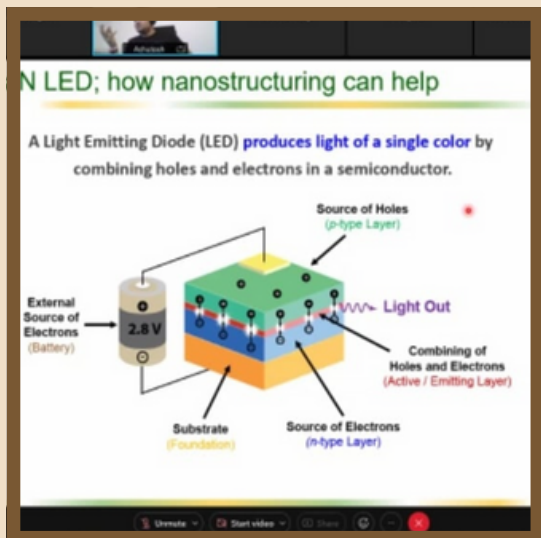 Ashutosh
N LED; how nanostructuring can help
A Light Emitting Diode (LED) produces light of a single color by
combining holes and electrons in a semiconductor.
Source of Holes
(p-type Layer)
External
Source of
Electrons
(Battery)
2.8 V
Light Out
Combining of
Holes and Electrons
(Active / Emitting Layer)
Substrate
(Foundation)
Source of Electrons
(n-type Layer)
Unmute
Start video
Share